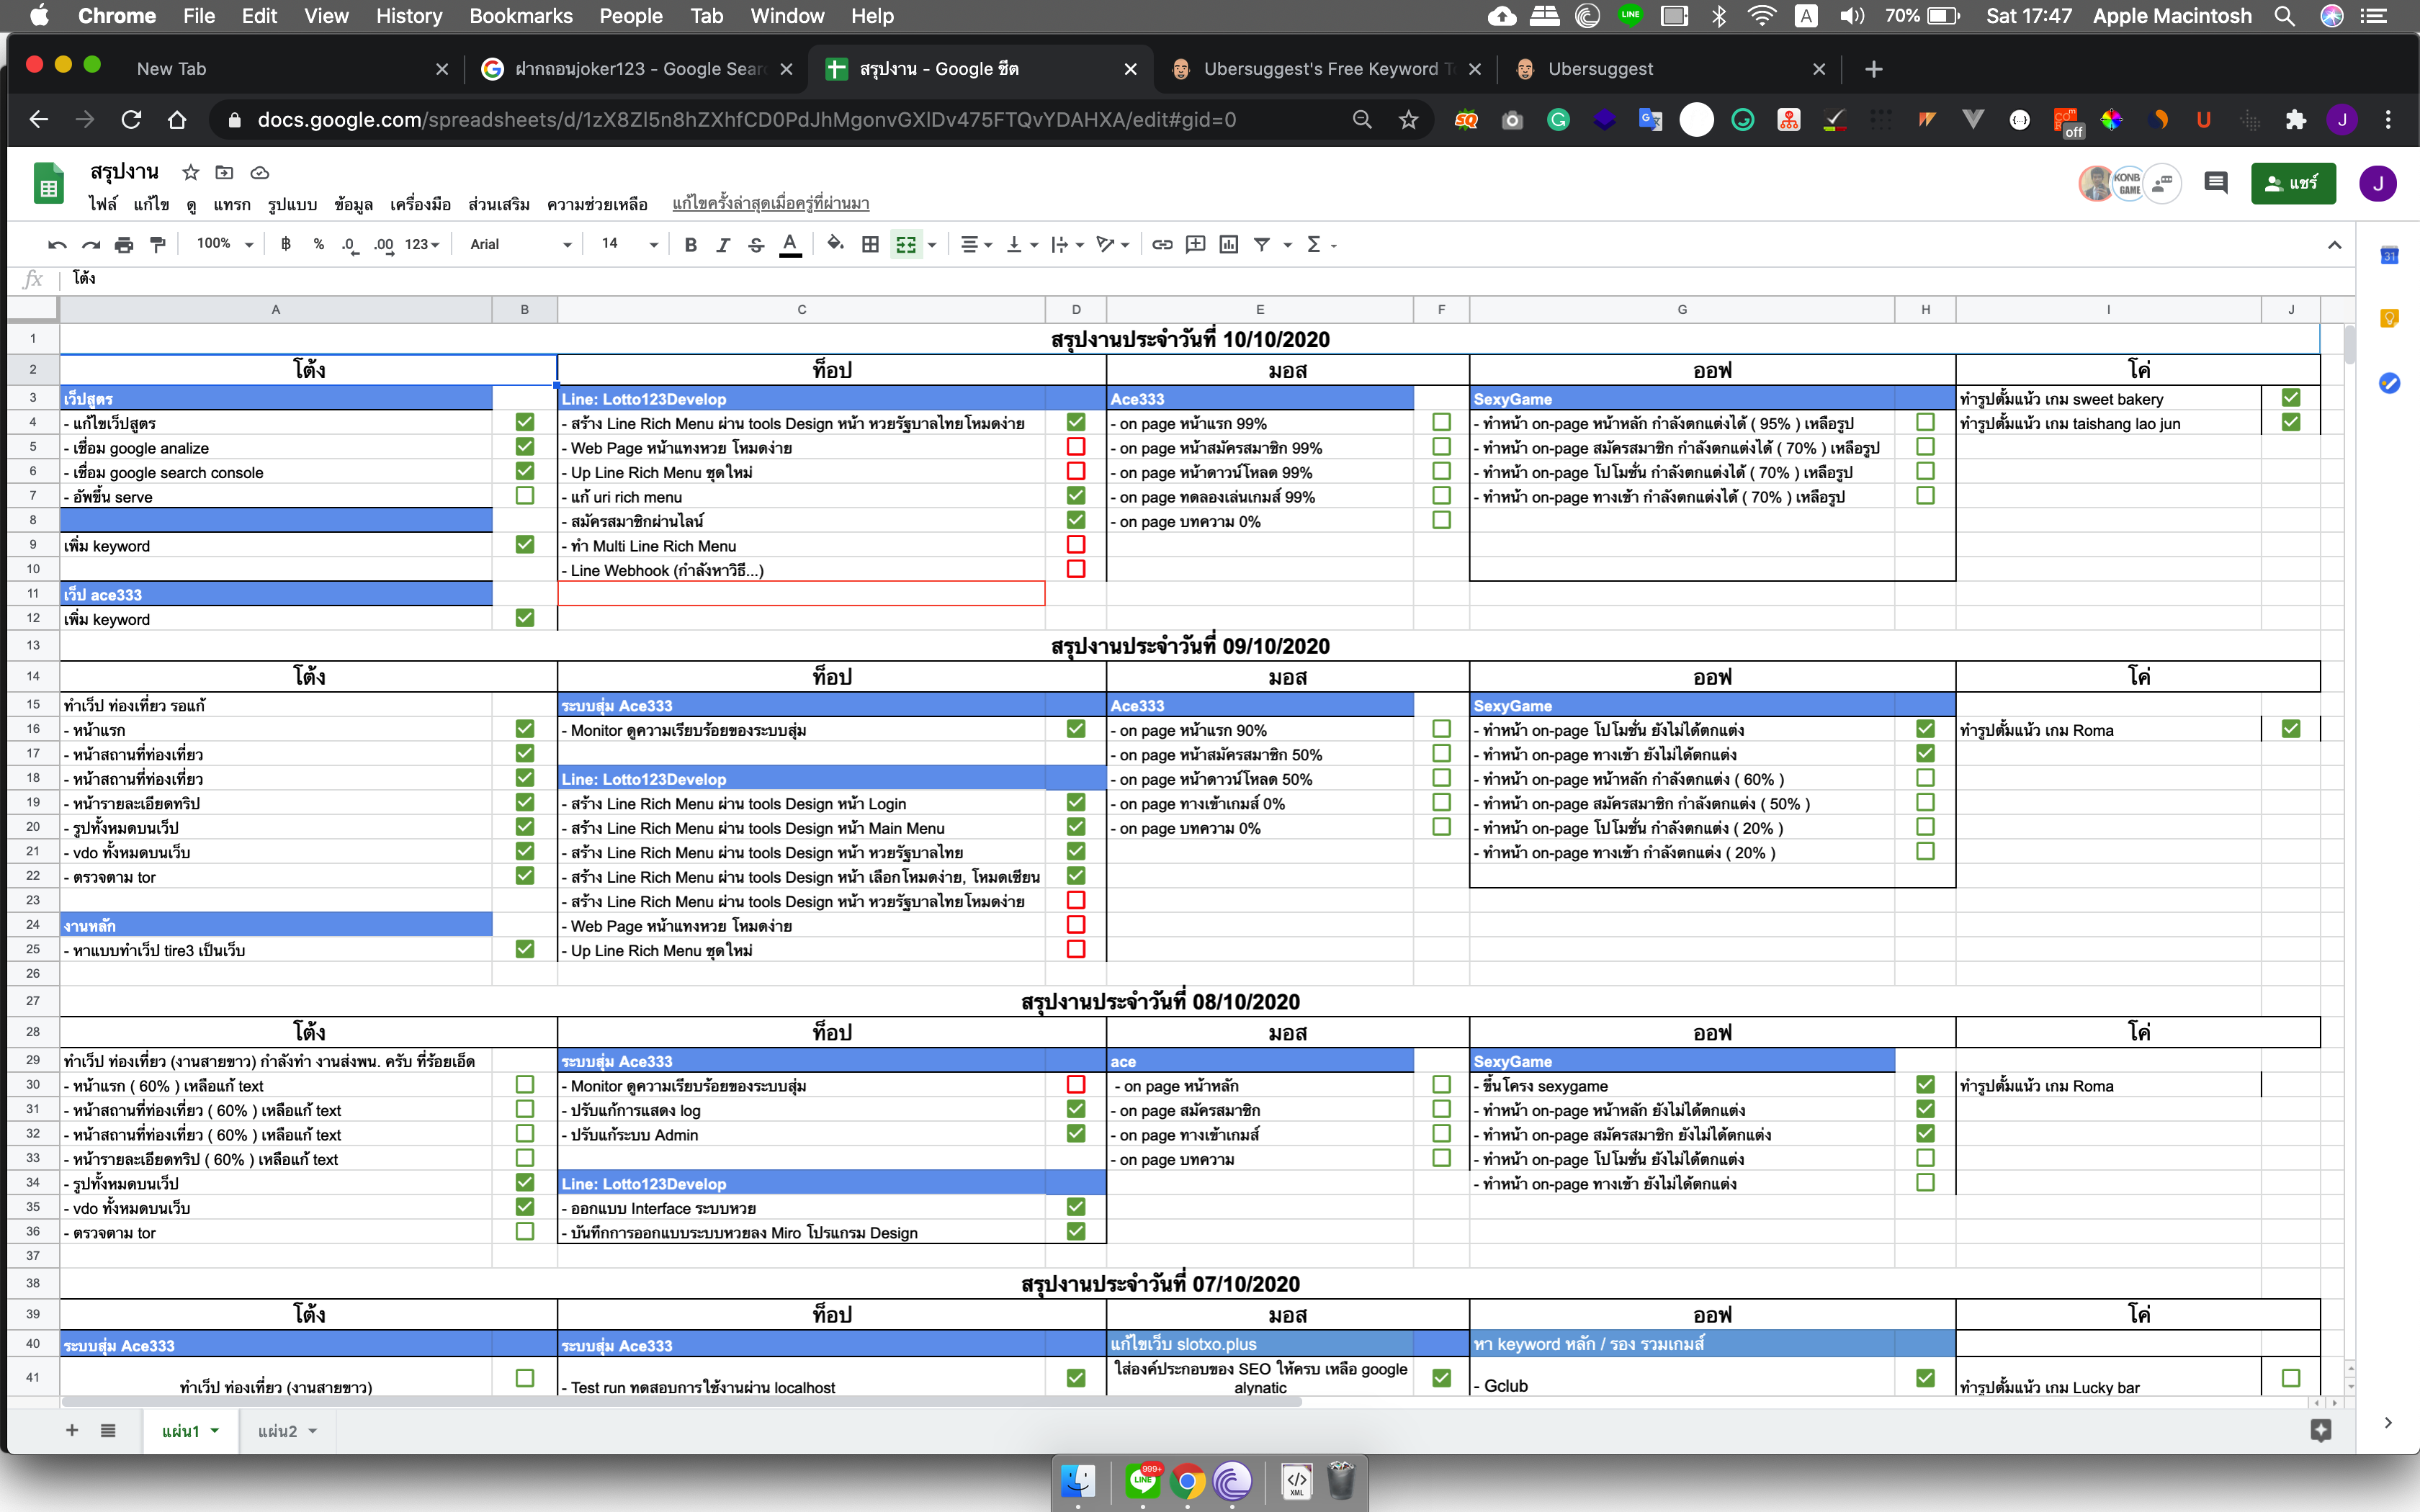 Chrome File Edit View History Bookmarks People Tab Window Help
LINE A 70% Sat 17:47 Apple Macintosh
New Tab
ฝากถอนjoker123 - Google Sear
สรุปงาน - Google ชีต
Ubersuggest's Free Keyword T
Ubersuggest
docs.google.com/spreadsheets/d/1zX8Zl5n8hZXhfCD0PdJhMgonvGXlDv475FTQvYDAHXA/edit#gid=0
off
J
สรุปงาน
KONB GAME
แชร์
J
ไฟล์ แก้ไข ดู แทรก รูปแบบ ข้อมูล เครื่องมือ ส่วนเสริม ความช่วยเหลือ แก้ไขครั้งล่าสุดเมื่อครู่ที่ผ่านมา
100% ฿ % .0 .00 123 Arial 14 B I S A Σ
31
fx โต้ง
A B C D E F G H I J
1 สรุปงานประจำวันที่ 10/10/2020
2 โต้ง ท็อป มอส ออฟ โค่
3 เว็ปสูตร Line: Lotto123Develop Ace333 SexyGame ทำรูปตั้มแน้ว เกม sweet bakery
4 - แก้ไขเว็ปสูตร - สร้าง Line Rich Menu ผ่าน tools Design หน้า หวยรัฐบาลไทยโหมดง่าย - on page หน้าแรก 99% - ทำหน้า on-page หน้าหลัก กำลังตกแต่งได้ ( 95% ) เหลือรูป ทำรูปตั้มแน้ว เกม taishang lao jun
5 - เชื่อม google analize - Web Page หน้าแทงหวย โหมดง่าย - on page หน้าสมัครสมาชิก 99% - ทำหน้า on-page สมัครสมาชิก กำลังตกแต่งได้ ( 70% ) เหลือรูป
6 - เชื่อม google search console - Up Line Rich Menu ชุดใหม่ - on page หน้าดาวน์โหลด 99% - ทำหน้า on-page โปโมชั่น กำลังตกแต่งได้ ( 70% ) เหลือรูป
7 - อัพขึ้น serve - แก้ uri rich menu - on page ทดลองเล่นเกมส์ 99% - ทำหน้า on-page ทางเข้า กำลังตกแต่งได้ ( 70% ) เหลือรูป
8 - สมัครสมาชิกผ่านไลน์ - on page บทความ 0%
9 เพิ่ม keyword - ทำ Multi Line Rich Menu
10 - Line Webhook (กำลังหาวิธี...)
11 เว็ป ace333
12 เพิ่ม keyword
13 สรุปงานประจำวันที่ 09/10/2020
14 โต้ง ท็อป มอส ออฟ โค่
15 ทำเว็ป ท่องเที่ยว รอแก้ ระบบสุ่ม Ace333 Ace333 SexyGame
16 - หน้าแรก - Monitor ดูความเรียบร้อยของระบบสุ่ม - on page หน้าแรก 90% - ทำหน้า on-page โปโมชั่น ยังไม่ได้ตกแต่ง ทำรูปตั้มแน้ว เกม Roma
17 - หน้าสถานที่ท่องเที่ยว - on page หน้าสมัครสมาชิก 50% - ทำหน้า on-page ทางเข้า ยังไม่ได้ตกแต่ง
18 - หน้าสถานที่ท่องเที่ยว Line: Lotto123Develop - on page หน้าดาวน์โหลด 50% - ทำหน้า on-page หน้าหลัก กำลังตกแต่ง ( 60% )
19 - หน้ารายละเอียดทริป - สร้าง Line Rich Menu ผ่าน tools Design หน้า Login - on page ทางเข้าเกมส์ 0% - ทำหน้า on-page สมัครสมาชิก กำลังตกแต่ง ( 50% )
20 - รูปทั้งหมดบนเว็ป - สร้าง Line Rich Menu ผ่าน tools Design หน้า Main Menu - on page บทความ 0% - ทำหน้า on-page โปโมชั่น กำลังตกแต่ง ( 20% )
21 - vdo ทั้งหมดบนเว็บ - สร้าง Line Rich Menu ผ่าน tools Design หน้า หวยรัฐบาลไทย - ทำหน้า on-page ทางเข้า กำลังตกแต่ง ( 20% )
22 - ตรวจตาม tor - สร้าง Line Rich Menu ผ่าน tools Design หน้า เลือกโหมดง่าย, โหมดเซียน
23 - สร้าง Line Rich Menu ผ่าน tools Design หน้า หวยรัฐบาลไทยโหมดง่าย
24 งานหลัก - Web Page หน้าแทงหวย โหมดง่าย
25 - หาแบบทำเว็ป tire3 เป็นเว็บ - Up Line Rich Menu ชุดใหม่
26
27 สรุปงานประจำวันที่ 08/10/2020
28 โต้ง ท็อป มอส ออฟ โค่
29 ทำเว็ป ท่องเที่ยว (งานสายขาว) กำลังทำ งานส่งพน. ครับ ที่ร้อยเอ็ด ระบบสุ่ม Ace333 ace SexyGame
30 - หน้าแรก ( 60% ) เหลือแก้ text - Monitor ดูความเรียบร้อยของระบบสุ่ม - on page หน้าหลัก - ขึ้นโครง sexygame ทำรูปตั้มแน้ว เกม Roma
31 - หน้าสถานที่ท่องเที่ยว ( 60% ) เหลือแก้ text - ปรับแก้การแสดง log - on page สมัครสมาชิก - ทำหน้า on-page หน้าหลัก ยังไม่ได้ตกแต่ง
32 - หน้าสถานที่ท่องเที่ยว ( 60% ) เหลือแก้ text - ปรับแก้ระบบ Admin - on page ทางเข้าเกมส์ - ทำหน้า on-page สมัครสมาชิก ยังไม่ได้ตกแต่ง
33 - หน้ารายละเอียดทริป ( 60% ) เหลือแก้ text - on page บทความ - ทำหน้า on-page โปโมชั่น ยังไม่ได้ตกแต่ง
34 - รูปทั้งหมดบนเว็ป Line: Lotto123Develop - ทำหน้า on-page ทางเข้า ยังไม่ได้ตกแต่ง
35 - vdo ทั้งหมดบนเว็บ - ออกแบบ Interface ระบบหวย
36 - ตรวจตาม tor - บันทึกการออกแบบระบบหวยลง Miro โปรแกรม Design
37
38 สรุปงานประจำวันที่ 07/10/2020
39 โต้ง ท็อป มอส ออฟ โค่
40 ระบบสุ่ม Ace333 ระบบสุ่ม Ace333 แก้ไขเว็บ slotxo.plus หา keyword หลัก / รอง รวมเกมส์
41 ทำเว็ป ท่องเที่ยว (งานสายขาว) - Test run ทดสอบการใช้งานผ่าน localhost ใส่องค์ประกอบของ SEO ให้ครบ เหลือ google alynatic - Gclub ทำรูปตั้มแน้ว เกม Lucky bar
+ แผ่น1 แผ่น2
999+
LINE
XML